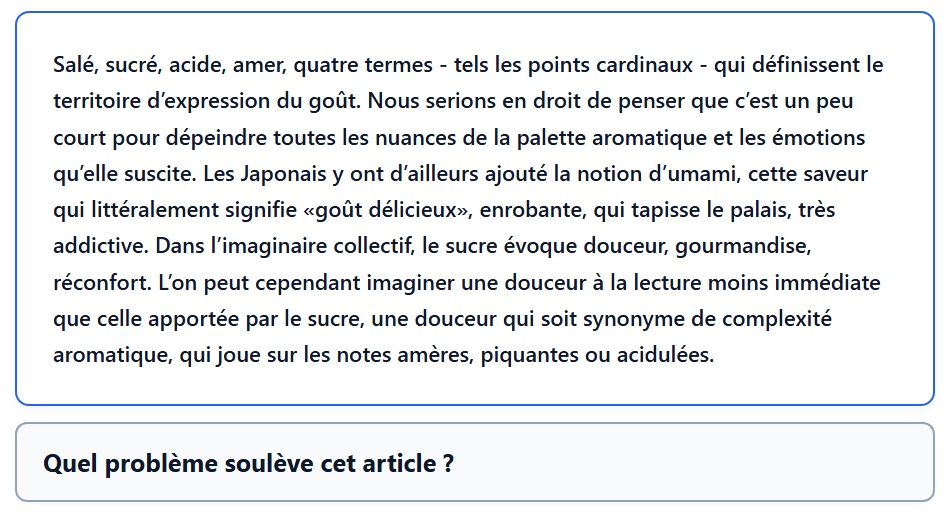 Salé, sucré, acide, amer, quatre termes - tels les points cardinaux - qui définissent le
territoire d’expression du goût. Nous serions en droit de penser que c’est un peu
court pour dépeindre toutes les nuances de la palette aromatique et les émotions
qu’elle suscite. Les Japonais y ont d’ailleurs ajouté la notion d’umami, cette saveur
qui littéralement signifie «goût délicieux», enrobante, qui tapisse le palais, très
addictive. Dans l’imaginaire collectif, le sucre évoque douceur, gourmandise,
réconfort. L’on peut cependant imaginer une douceur à la lecture moins immédiate
que celle apportée par le sucre, une douceur qui soit synonyme de complexité
aromatique, qui joue sur les notes amères, piquantes ou acidulées.
Quel problème soulève cet article ?